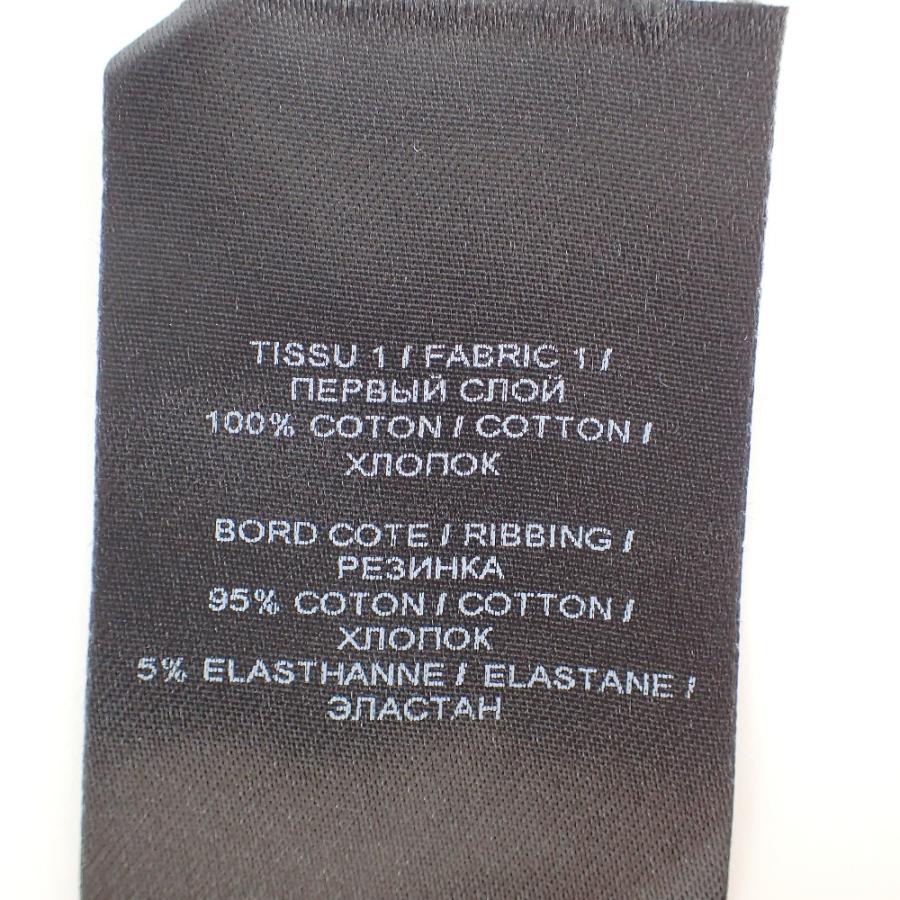 TISSU 1 / FABRIC 1 /
ПЕРВЫЙ СЛОЙ
100% COTON / COTTON /
ХЛОПОК
BORD COTE / RIBBING /
РЕЗИНКА
95% COTON / COTTON /
ХЛОПОК
5% ELASTHANNE / ELASTANE /
ЭЛАСТАН